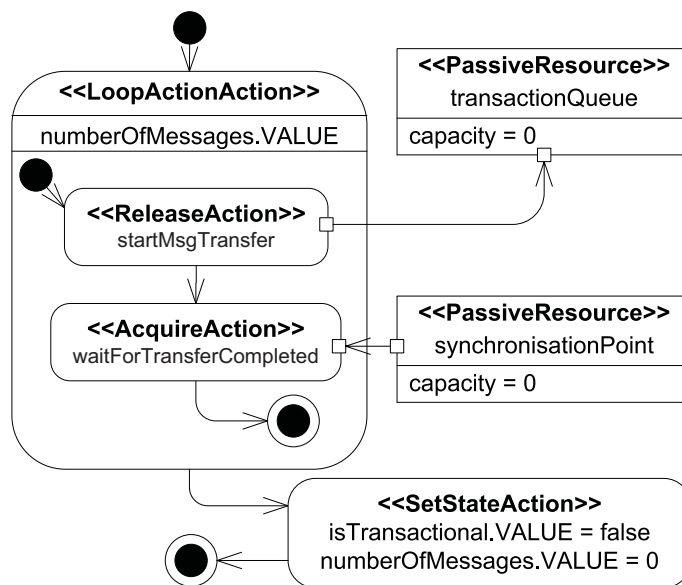 <<LoopActionAction>>
numberOfMessages.VALUE
<<ReleaseAction>>
startMsgTransfer
<<AcquireAction>>
waitForTransferCompleted
<<PassiveResource>>
transactionQueue
capacity = 0
<<PassiveResource>>
synchronisationPoint
capacity = 0
<<SetStateAction>>
isTransactional.VALUE = false
numberOfMessages.VALUE = 0